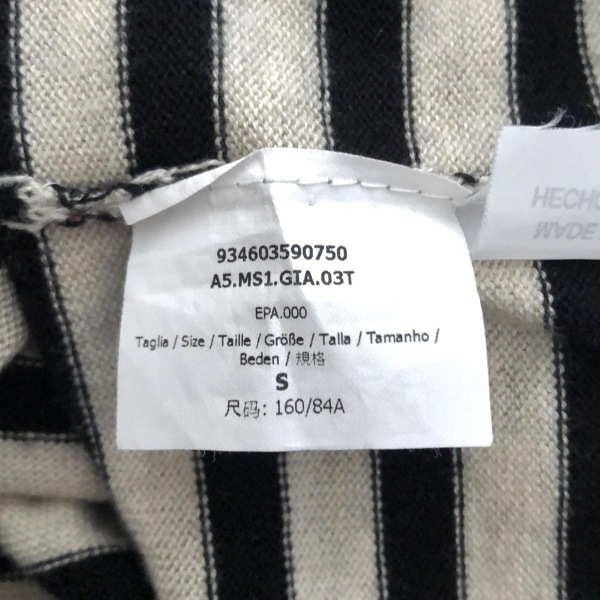 934603590750
A5.MS1.GIA.03T
EPA.000
Taglia / Size / Taille / Größe / Talla / Tamanho /
Beden / 規格
S
尺码: 160/84A
HECHO
MADE